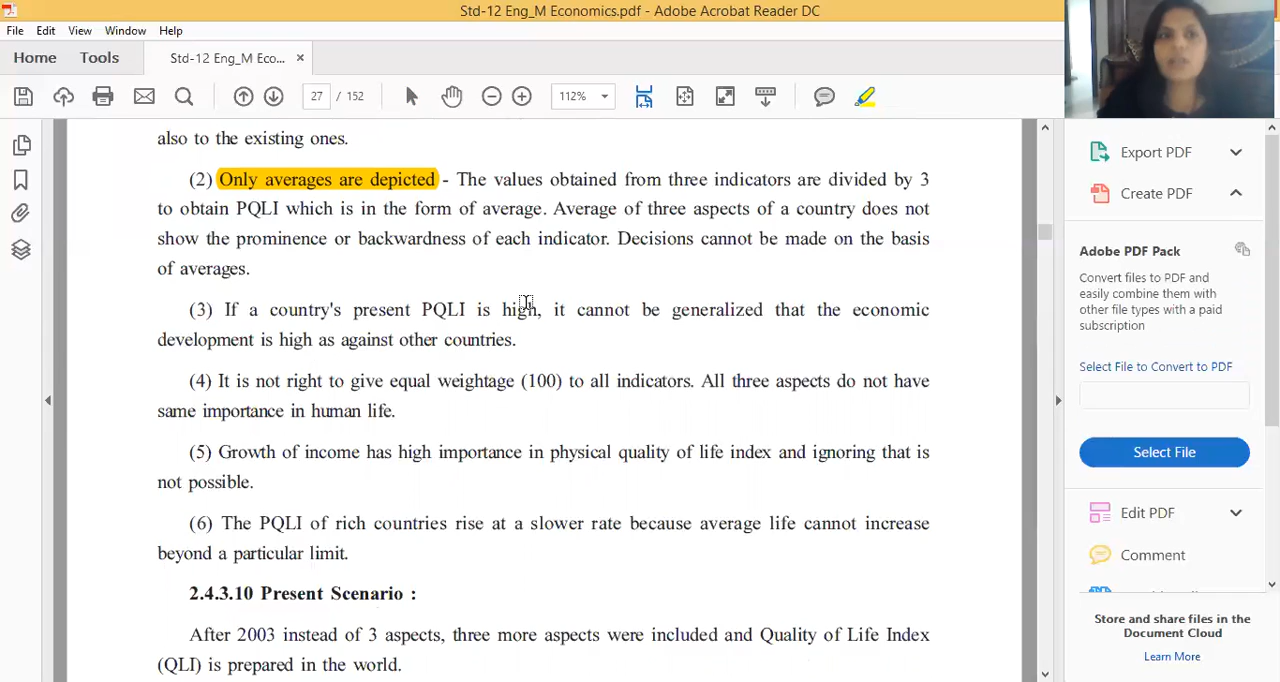 Std-12 Eng_M Economics.pdf - Adobe Acrobat Reader DC
File Edit View Window Help
Home Tools Std-12 Eng_M Eco... ×
27 / 152 112%
also to the existing ones.
(2) Only averages are depicted - The values obtained from three indicators are divided by 3
to obtain PQLI which is in the form of average. Average of three aspects of a country does not
show the prominence or backwardness of each indicator. Decisions cannot be made on the basis
of averages.
(3) If a country's present PQLI is high, it cannot be generalized that the economic
development is high as against other countries.
(4) It is not right to give equal weightage (100) to all indicators. All three aspects do not have
same importance in human life.
(5) Growth of income has high importance in physical quality of life index and ignoring that is
not possible.
(6) The PQLI of rich countries rise at a slower rate because average life cannot increase
beyond a particular limit.
2.4.3.10 Present Scenario :
After 2003 instead of 3 aspects, three more aspects were included and Quality of Life Index
(QLI) is prepared in the world.
Export PDF
Create PDF
Adobe PDF Pack
Convert files to PDF and
easily combine them with
other file types with a paid
subscription
Select File to Convert to PDF
Select File
Edit PDF
Comment
Store and share files in the
Document Cloud
Learn More